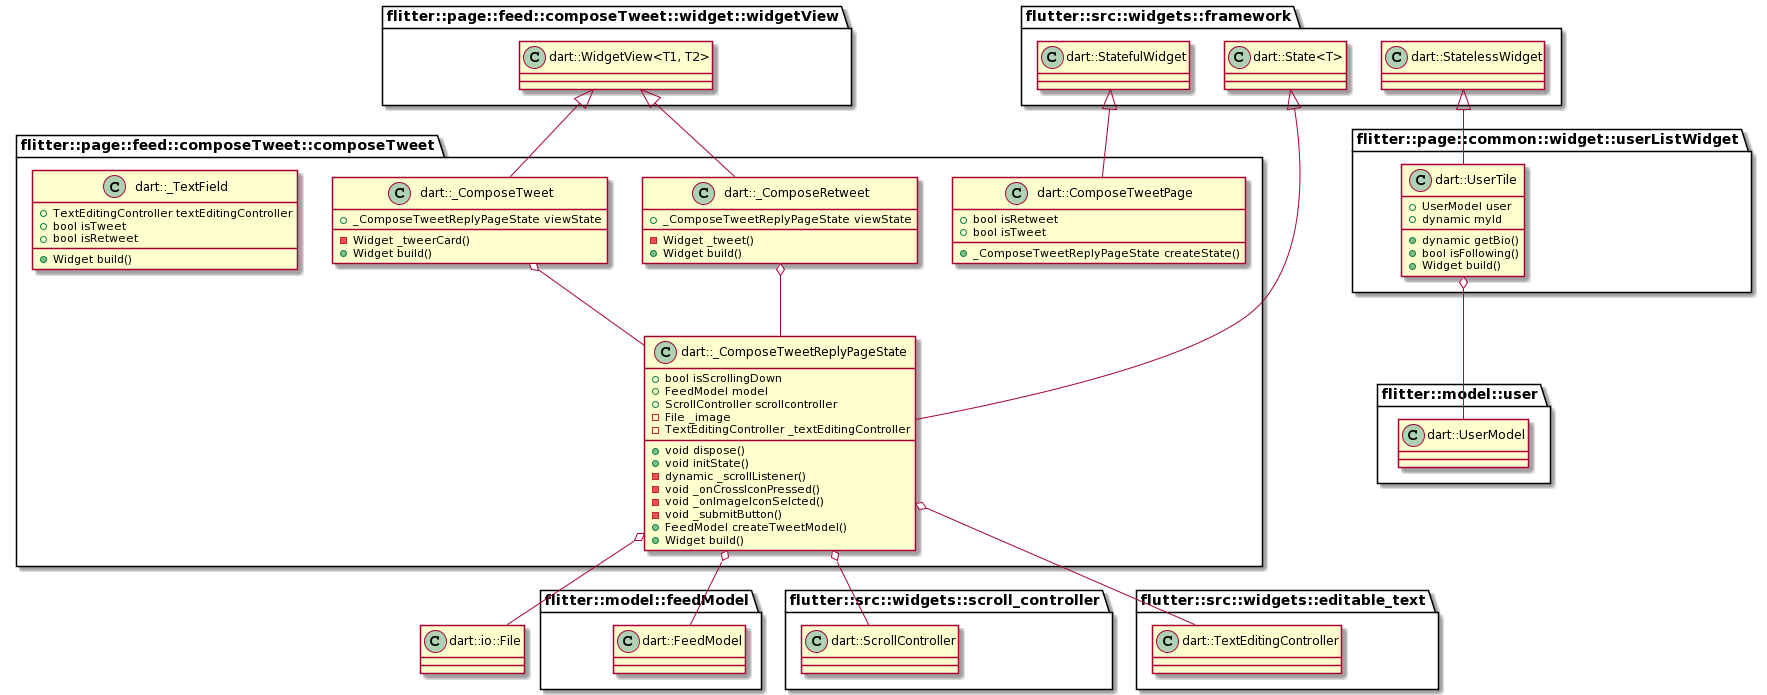 flitter::page::feed::composeTweet::widget::widgetView
C dart::WidgetView<T1, T2>
flutter::src::widgets::framework
C dart::StatefulWidget
C dart::State<T>
C dart::StatelessWidget
flitter::page::feed::composeTweet::composeTweet
C dart::_TextField
TextEditingController textEditingController
bool isTweet
bool isRetweet
Widget build()
C dart::_ComposeTweet
_ComposeTweetReplyPageState viewState
Widget _tweerCard()
Widget build()
C dart::_ComposeRetweet
_ComposeTweetReplyPageState viewState
Widget _tweet()
Widget build()
C dart::ComposeTweetPage
bool isRetweet
bool isTweet
_ComposeTweetReplyPageState createState()
flitter::page::common::widget::userListWidget
C dart::UserTile
UserModel user
dynamic myId
dynamic getBio()
bool isFollowing()
Widget build()
C dart::_ComposeTweetReplyPageState
bool isScrollingDown
FeedModel model
ScrollController scrollcontroller
File _image
TextEditingController _textEditingController
void dispose()
void initState()
dynamic _scrollListener()
void _onCrossIconPressed()
void _onImageIconSelcted()
void _submitButton()
FeedModel createTweetModel()
Widget build()
flitter::model::user
C dart::UserModel
C dart::io::File
flitter::model::feedModel
C dart::FeedModel
flutter::src::widgets::scroll_controller
C dart::ScrollController
flutter::src::widgets::editable_text
C dart::TextEditingController